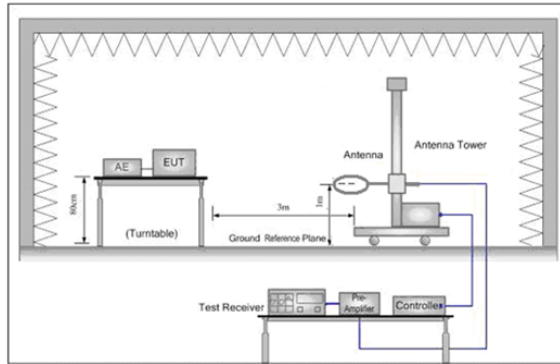 Antenna Tower
Antenna
AE
EUT
80cm
(Turntable)
3m
1m
Ground Reference Plane
Test Receiver
Pre-
Amplifier
Controller